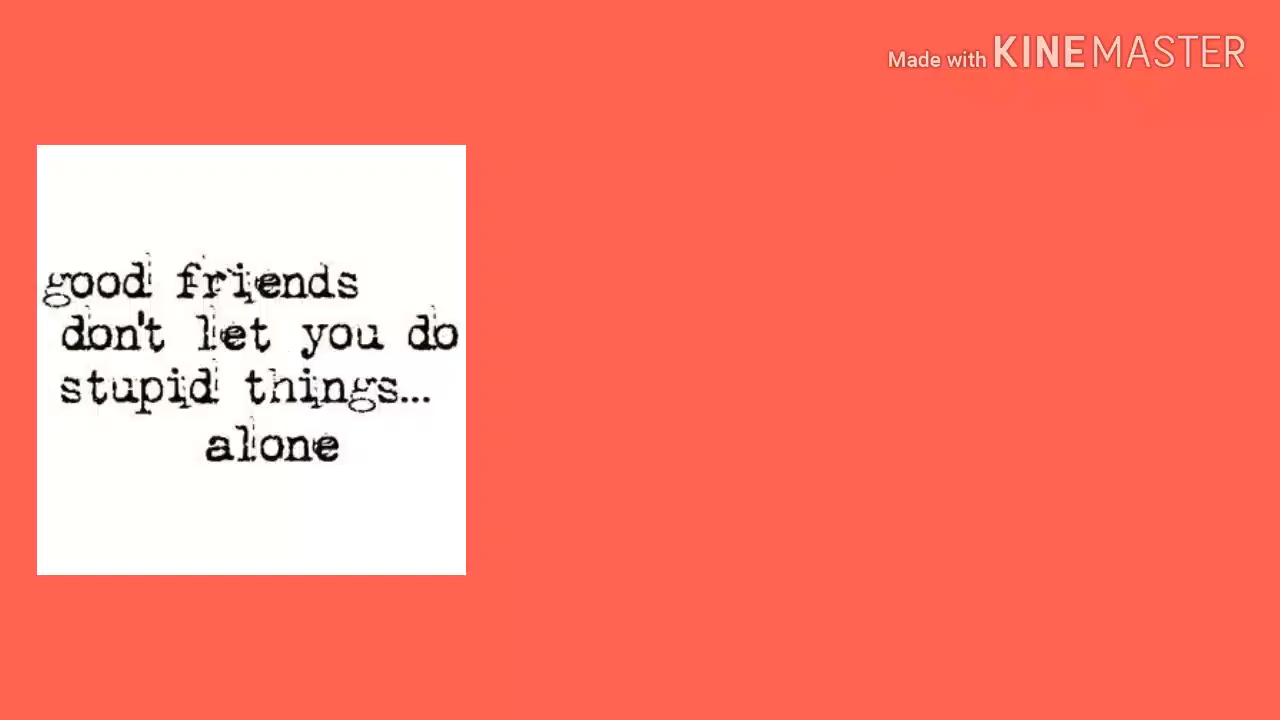 Made with KINEMASTER
good friends
don't let you do
stupid things...
alone